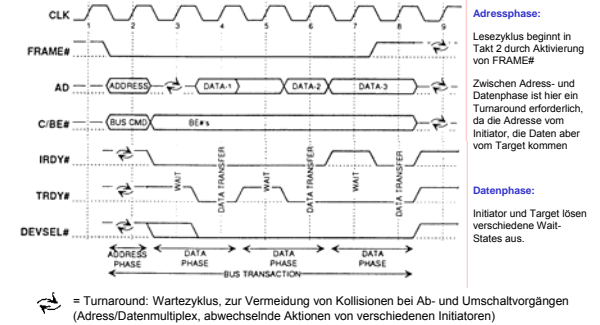 CLK
1 2 3 4 5 6 7 8 9
FRAME#
AD
ADDRESS DATA-1 DATA-2 DATA-3
C/BE#
BUS CMD BE#'s
IRDY#
WAIT DATA TRANSFER WAIT DATA TRANSFER WAIT DATA TRANSFER
TRDY#
DEVSEL#
ADDRESS PHASE
DATA PHASE
DATA PHASE
DATA PHASE
BUS TRANSACTION
Adressphase:
Lesezyklus beginnt in
Takt 2 durch Aktivierung
von FRAME#
Zwischen Adress- und
Datenphase ist hier ein
Turnaround erforderlich,
da die Adresse vom
Initiator, die Daten aber
vom Target kommen
Datenphase:
Initiator und Target lösen
verschiedene Wait-
States aus.
= Turnaround: Wartezyklus, zur Vermeidung von Kollisionen bei Ab- und Umschaltvorgängen
(Adress/Datenmultiplex, abwechselnde Aktionen von verschiedenen Initiatoren)